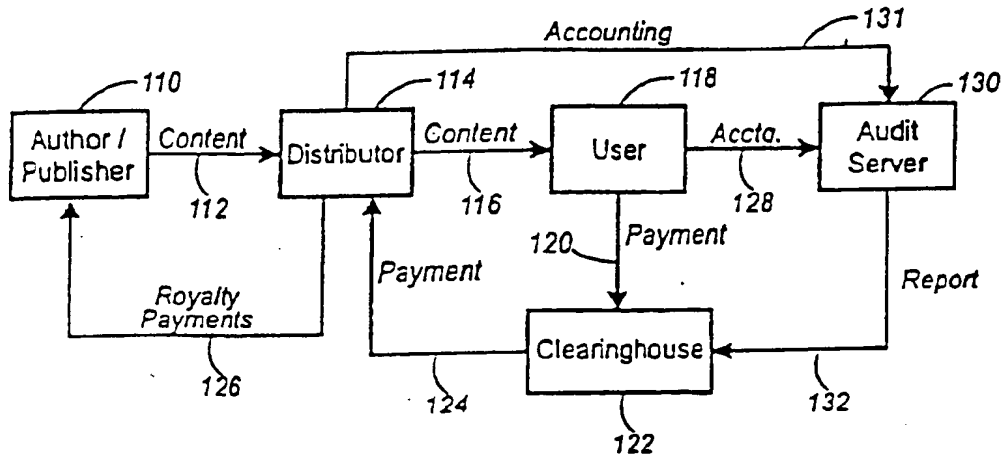 Accounting
131
110
114
118
130
Author /
Publisher
Content
112
Distributor
Content
116
User
Accta.
128
Audit
Server
120
Payment
Payment
Report
Royalty
Payments
126
Clearinghouse
124
122
132